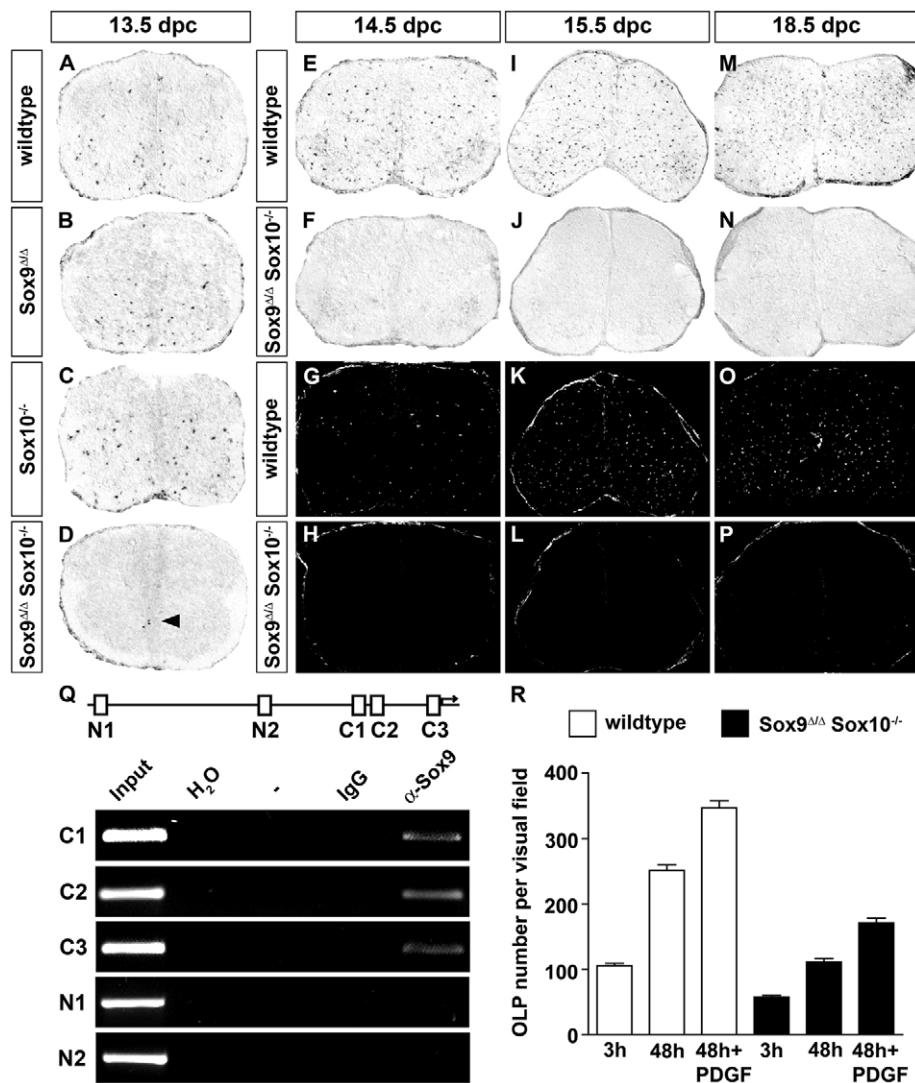 13.5 dpc
14.5 dpc
15.5 dpc
18.5 dpc
wildtype
A
wildtype
E
I
M
Sox9Δ/Δ
B
Sox9Δ/Δ Sox10-/-
F
J
N
Sox10-/-
C
wildtype
G
K
O
Sox9Δ/Δ Sox10-/-
D
Sox9Δ/Δ Sox10-/-
H
L
P
Q
N1 N2 C1 C2 C3
Input H2O - IgG α-Sox9
C1
C2
C3
N1
N2
R
wildtype Sox9Δ/Δ Sox10-/-
OLP number per visual field
400
300
200
100
0
3h 48h 48h+ 3h 48h 48h+
PDGF PDGF